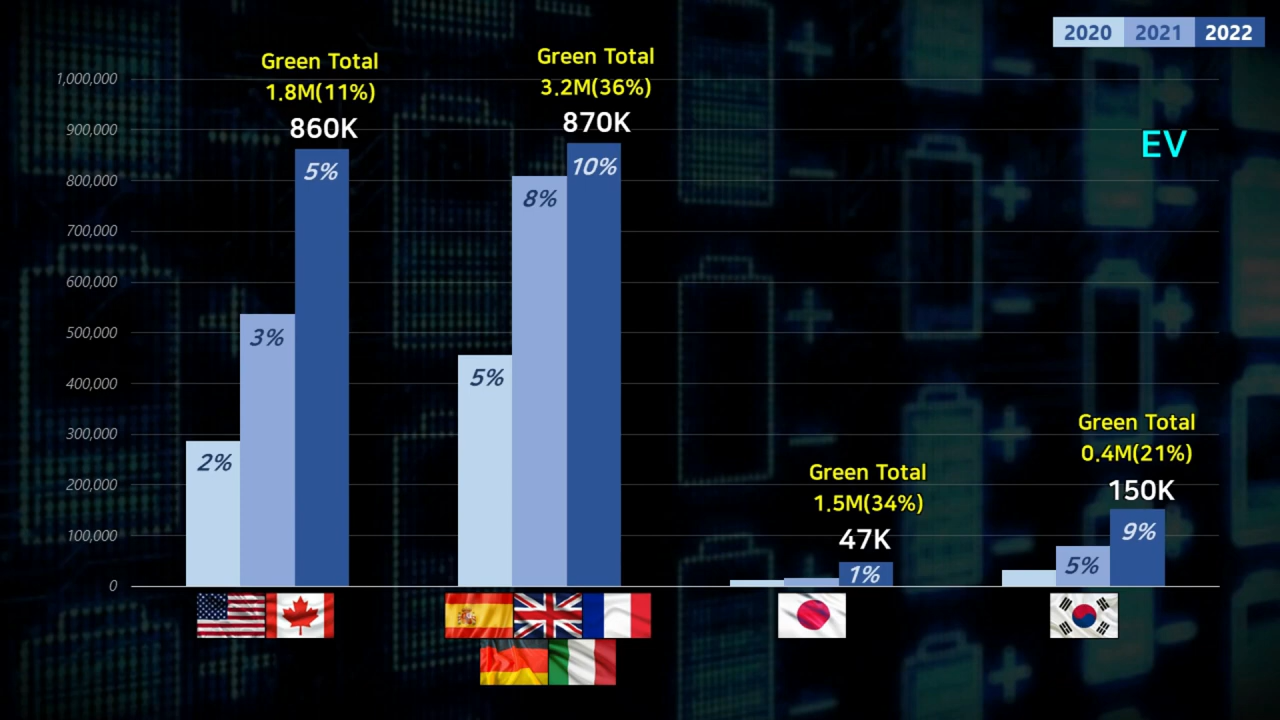 2020 2021 2022
EV
1,000,000
900,000
800,000
700,000
600,000
500,000
400,000
300,000
200,000
100,000
0
Green Total
1.8M(11%)
860K
2%
3%
5%
Green Total
3.2M(36%)
870K
5%
8%
10%
Green Total
1.5M(34%)
47K
1%
Green Total
0.4M(21%)
150K
5%
9%